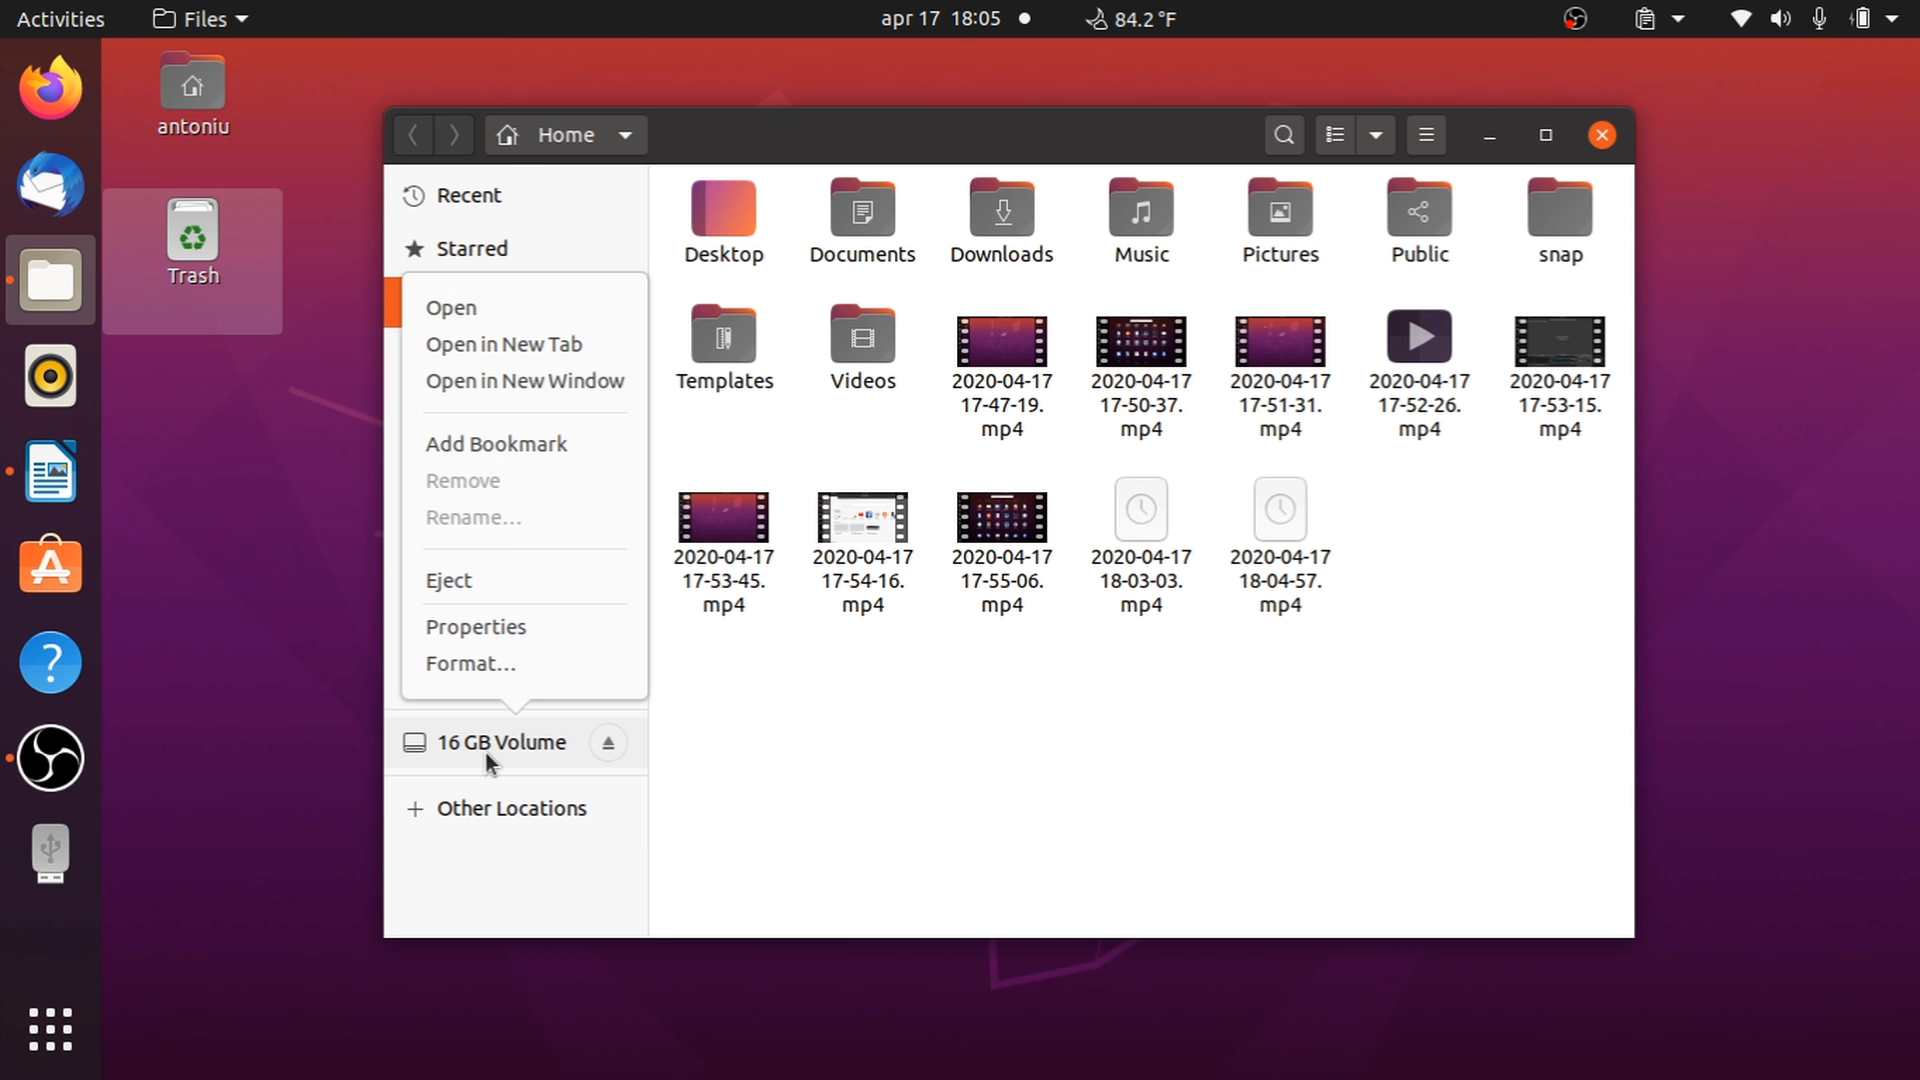 Activities
Files
apr 17 18:05
84.2 °F
antoniu
Trash
Home
Recent
Starred
Open
Open in New Tab
Open in New Window
Add Bookmark
Remove
Rename…
Eject
Properties
Format…
16 GB Volume
Other Locations
Desktop
Documents
Downloads
Music
Pictures
Public
snap
Templates
Videos
2020-04-17
17-47-19.
mp4
2020-04-17
17-50-37.
mp4
2020-04-17
17-51-31.
mp4
2020-04-17
17-52-26.
mp4
2020-04-17
17-53-15.
mp4
2020-04-17
17-53-45.
mp4
2020-04-17
17-54-16.
mp4
2020-04-17
17-55-06.
mp4
2020-04-17
18-03-03.
mp4
2020-04-17
18-04-57.
mp4